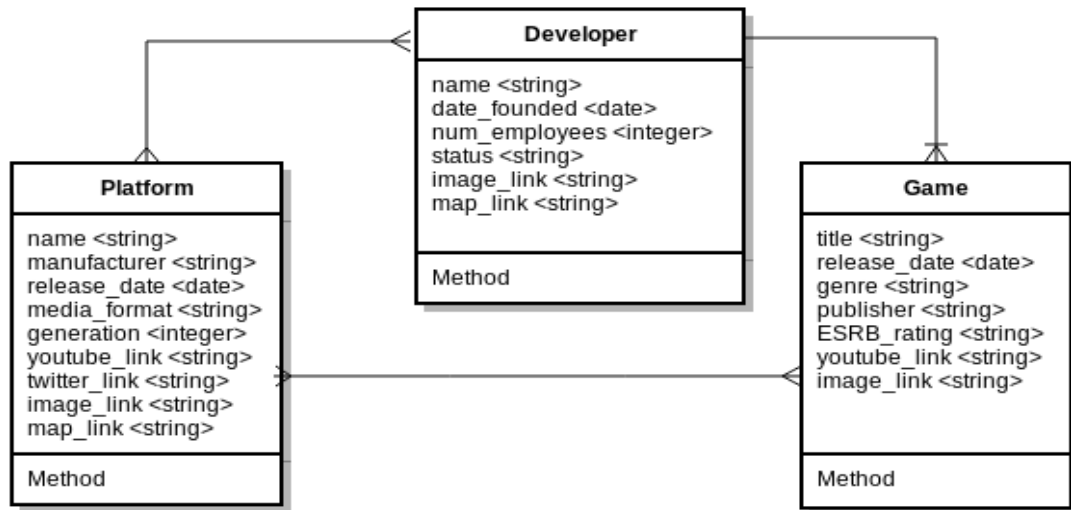 Developer
name <string>
date_founded <date>
num_employees <integer>
status <string>
image_link <string>
map_link <string>
Method
Platform
name <string>
manufacturer <string>
release_date <date>
media_format <string>
generation <integer>
youtube_link <string>
twitter_link <string>
image_link <string>
map_link <string>
Method
Game
title <string>
release_date <date>
genre <string>
publisher <string>
ESRB_rating <string>
youtube_link <string>
image_link <string>
Method